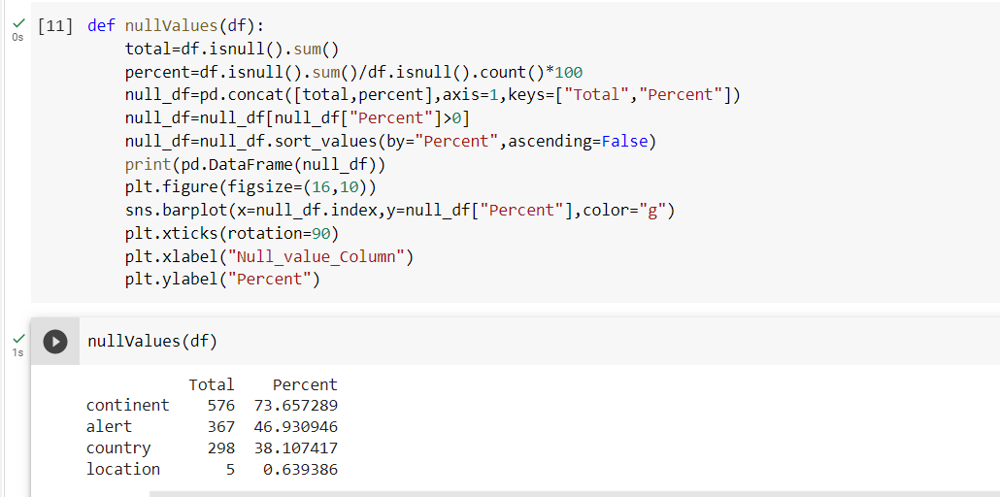 [11] def nullValues(df):
0s
total=df.isnull().sum()
percent=df.isnull().sum()/df.isnull().count()*100
null_df=pd.concat([total,percent],axis=1,keys=["Total","Percent"])
null_df=null_df[null_df["Percent"]>0]
null_df=null_df.sort_values(by="Percent",ascending=False)
print(pd.DataFrame(null_df))
plt.figure(figsize=(16,10))
sns.barplot(x=null_df.index,y=null_df["Percent"],color="g")
plt.xticks(rotation=90)
plt.xlabel("Null_value_Column")
plt.ylabel("Percent")
nullValues(df)
1s
Total Percent
continent 576 73.657289
alert 367 46.930946
country 298 38.107417
location 5 0.639386